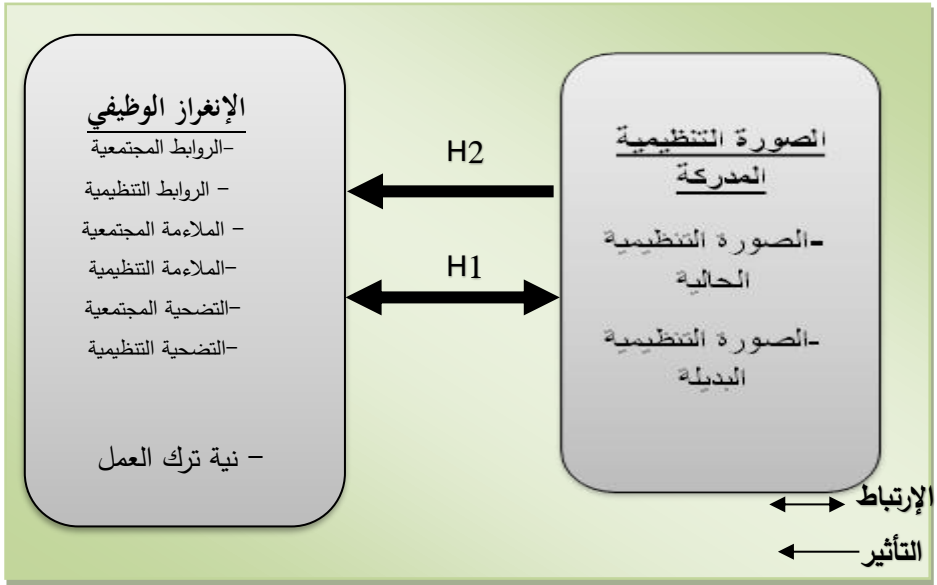 الصورة التنظيمية
المدركة
-الصورة التنظيمية
الحالية
-الصورة التنظيمية
البديلة
H2
H1
الإنغراز الوظيفي
-الروابط المجتمعية
- الروابط التنظيمية
- الملاءمة المجتمعية
-الملاءمة التنظيمية
-التضحية المجتمعية
-التضحية التنظيمية
- نية ترك العمل
الإرتباط
التأثير